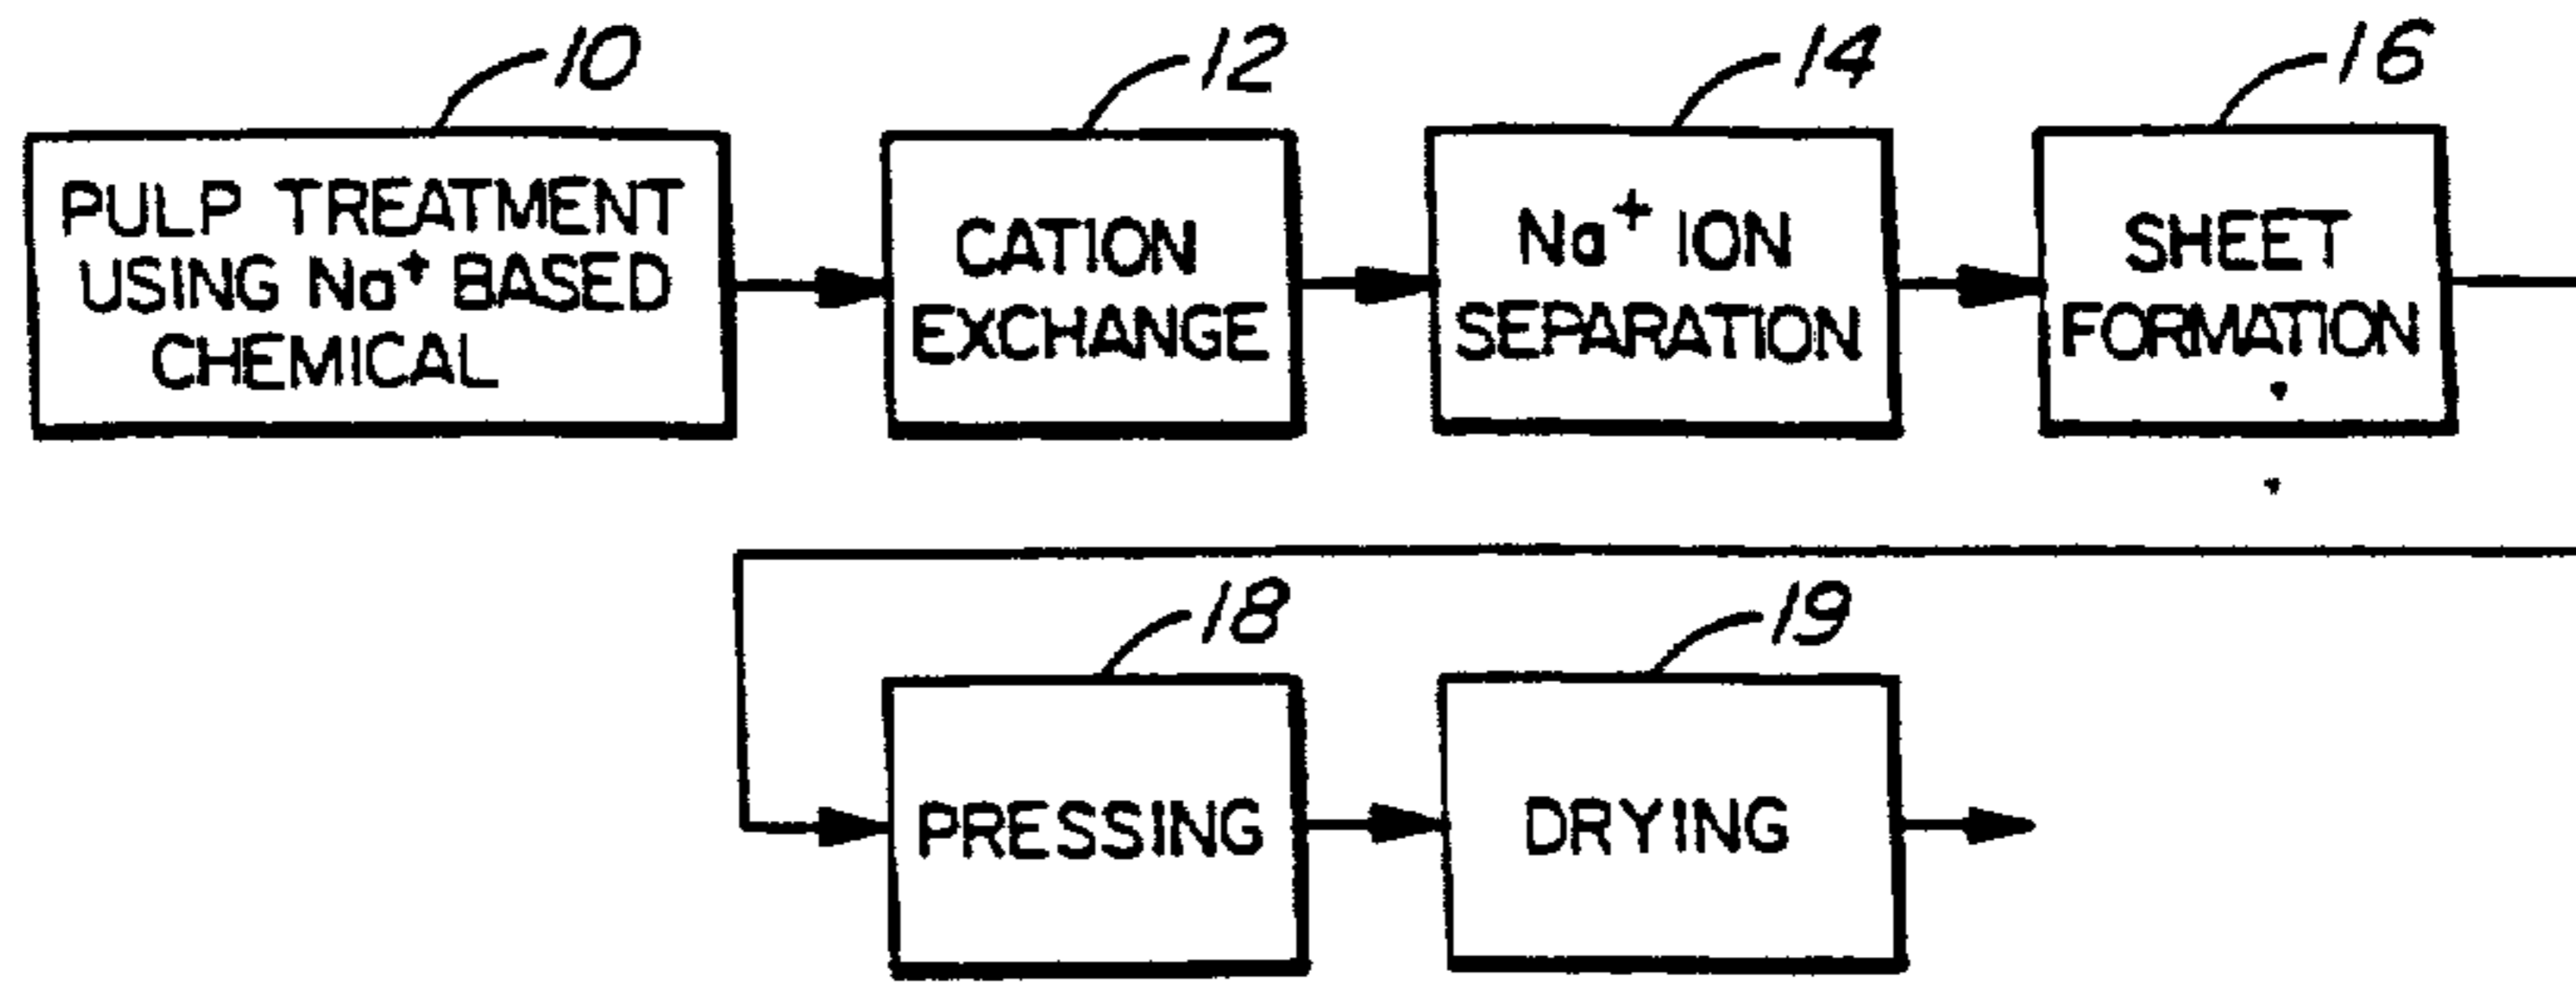 10
12
14
16
PULP TREATMENT
USING Na⁺ BASED
CHEMICAL
CATION
EXCHANGE
Na⁺ ION
SEPARATION
SHEET
FORMATION
18
19
PRESSING
DRYING